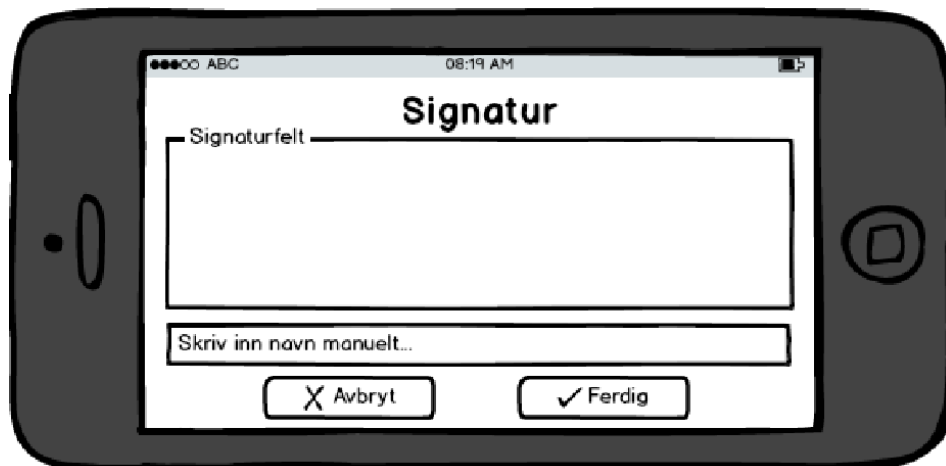 ABC 08:19 AM
Signatur
Signaturfelt
Skriv inn navn manuelt...
Avbryt Ferdig